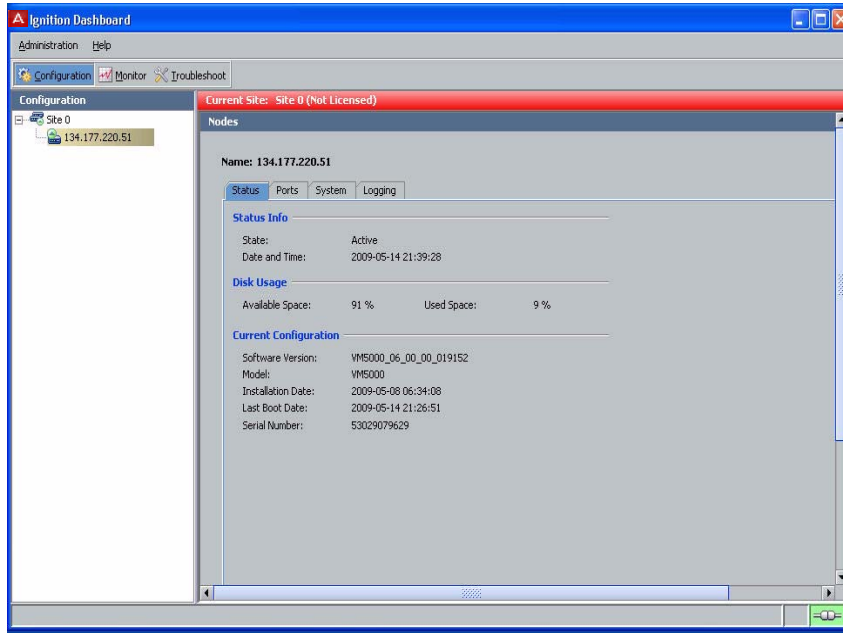 Ignition Dashboard
Administration Help
Configuration Monitor Troubleshoot
Configuration
Current Site: Site 0 (Not Licensed)
Site 0
134.177.220.51
Nodes
Name: 134.177.220.51
Status Ports System Logging
Status Info
State: Active
Date and Time: 2009-05-14 21:39:28
Disk Usage
Available Space: 91 % Used Space: 9 %
Current Configuration
Software Version: VM5000_06_00_00_019152
Model: VM5000
Installation Date: 2009-05-08 06:34:08
Last Boot Date: 2009-05-14 21:26:51
Serial Number: 53029079629